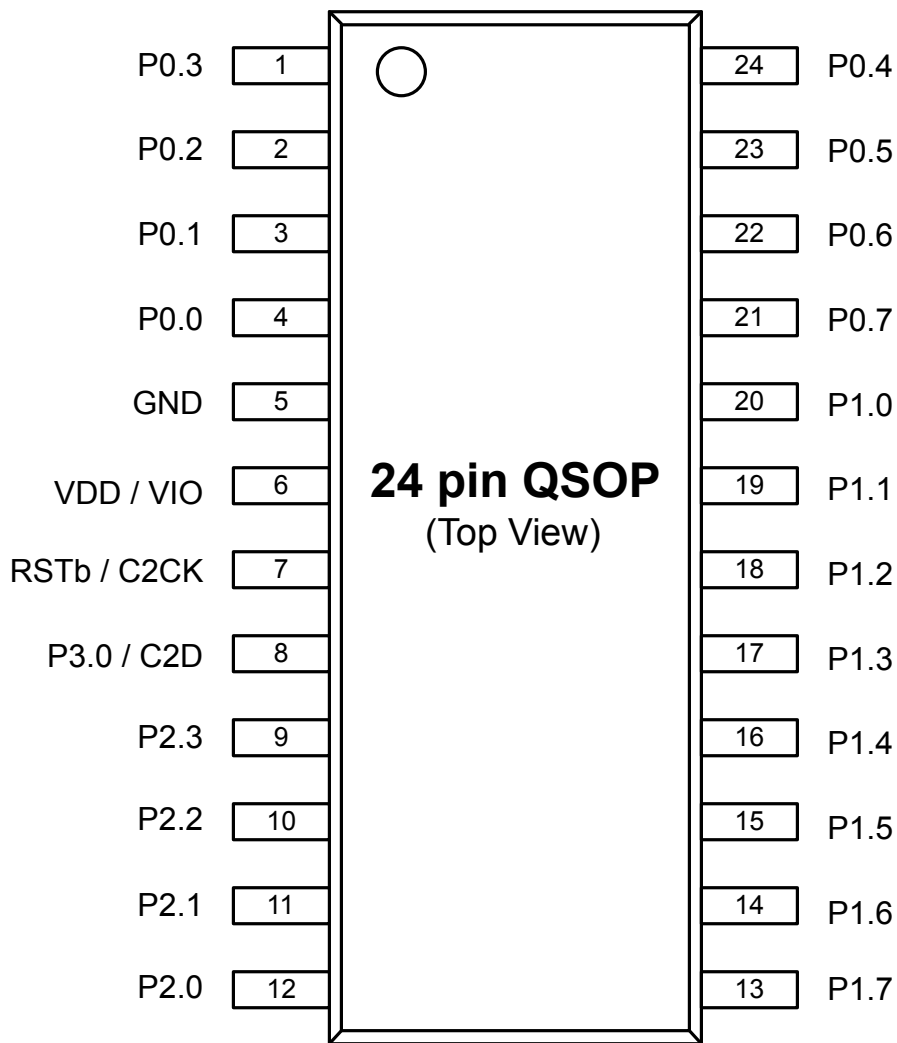 P0.3 1 24 P0.4
P0.2 2 23 P0.5
P0.1 3 22 P0.6
P0.0 4 21 P0.7
GND 5 20 P1.0
24 pin QSOP
VDD / VIO 6 19 P1.1
(Top View)
RSTb / C2CK 7 18 P1.2
P3.0 / C2D 8 17 P1.3
P2.3 9 16 P1.4
P2.2 10 15 P1.5
P2.1 11 14 P1.6
P2.0 12 13 P1.7